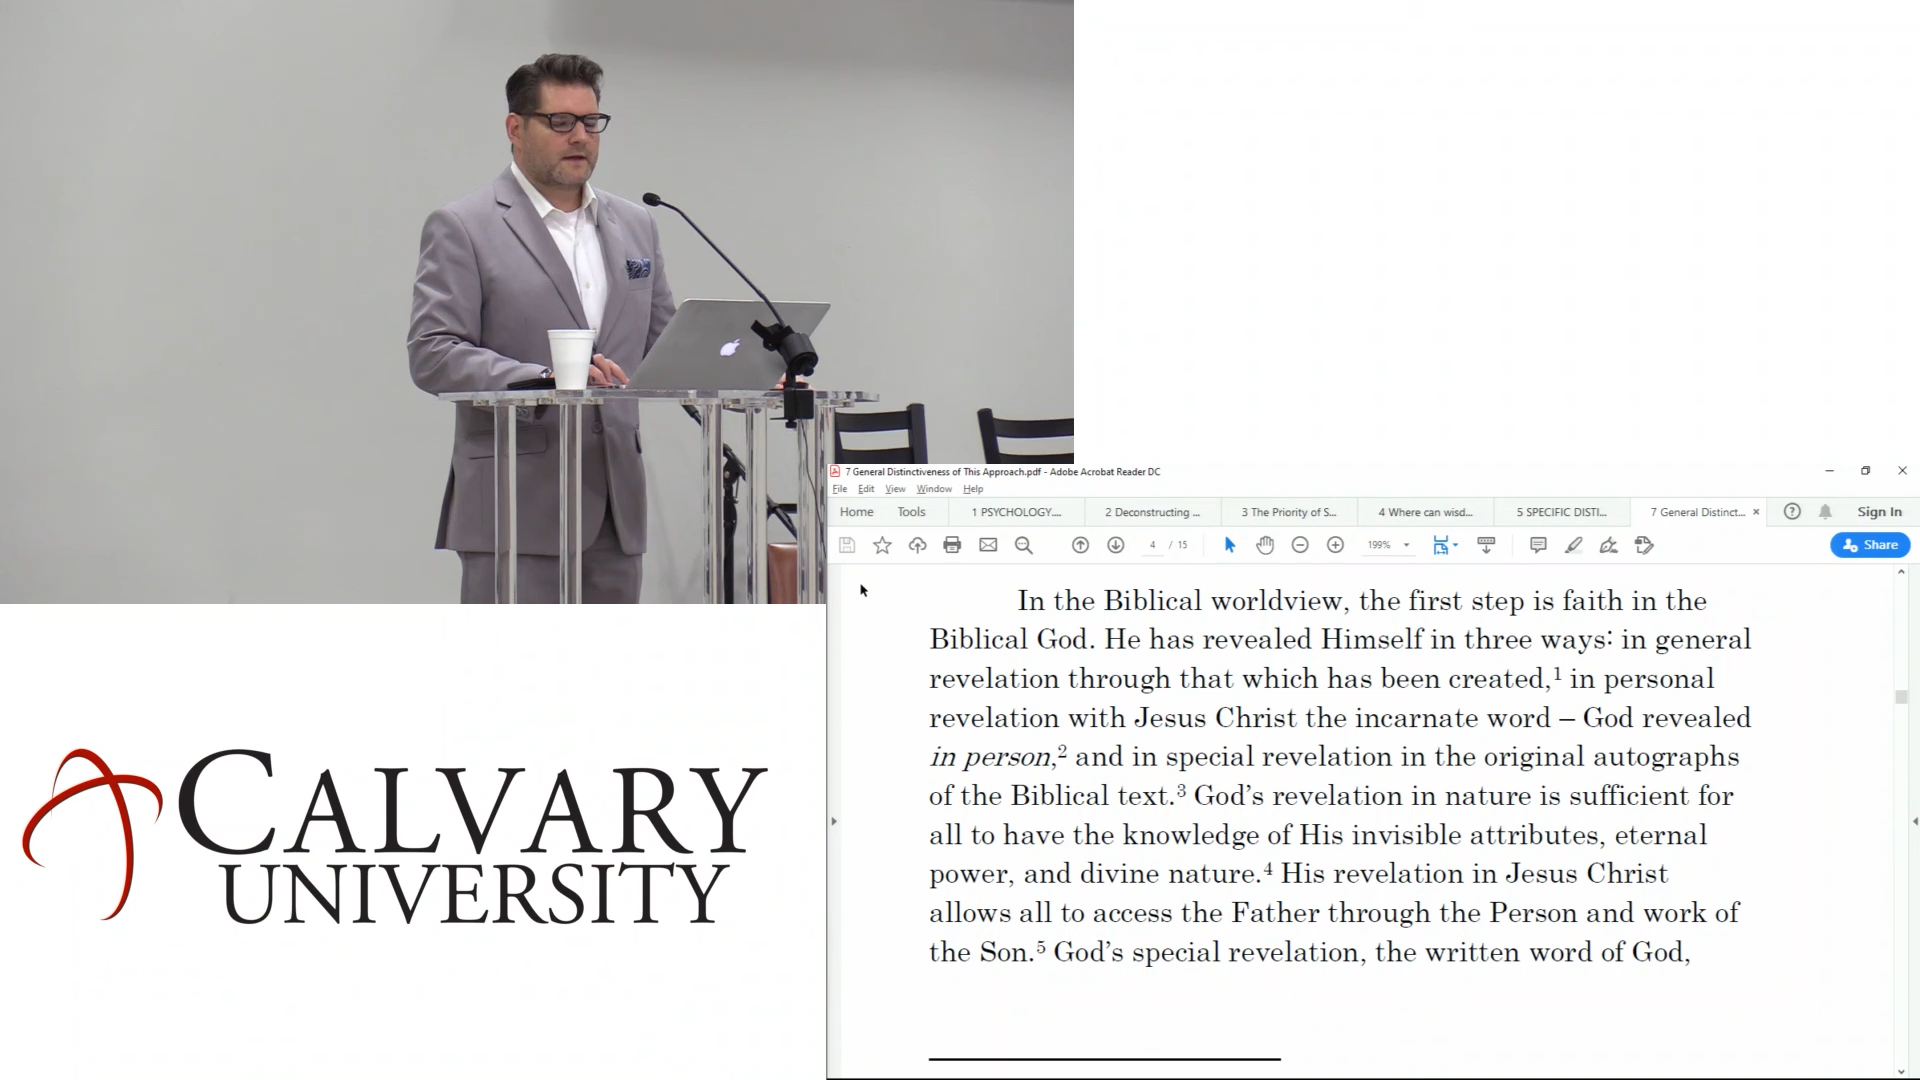 7 General Distinctiveness of This Approach.pdf - Adobe Acrobat Reader DC
File Edit View Window Help
Home Tools 1 PSYCHOLOGY.... 2 Deconstructing ... 3 The Priority of S... 4 Where can wisd... 5 SPECIFIC DISTI... 7 General Distinct... × Sign In
4 / 15 199% Share
In the Biblical worldview, the first step is faith in the
Biblical God. He has revealed Himself in three ways: in general
revelation through that which has been created,¹ in personal
revelation with Jesus Christ the incarnate word – God revealed
in person,² and in special revelation in the original autographs
of the Biblical text.³ God’s revelation in nature is sufficient for
all to have the knowledge of His invisible attributes, eternal
power, and divine nature.⁴ His revelation in Jesus Christ
allows all to access the Father through the Person and work of
the Son.⁵ God’s special revelation, the written word of God,
CALVARY
UNIVERSITY